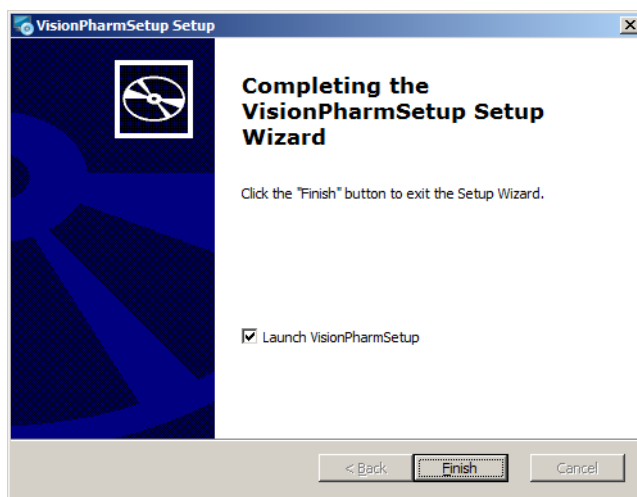 VisionPharmSetup Setup
Completing the
VisionPharmSetup Setup
Wizard
Click the "Finish" button to exit the Setup Wizard.
Launch VisionPharmSetup
< Back Finish Cancel